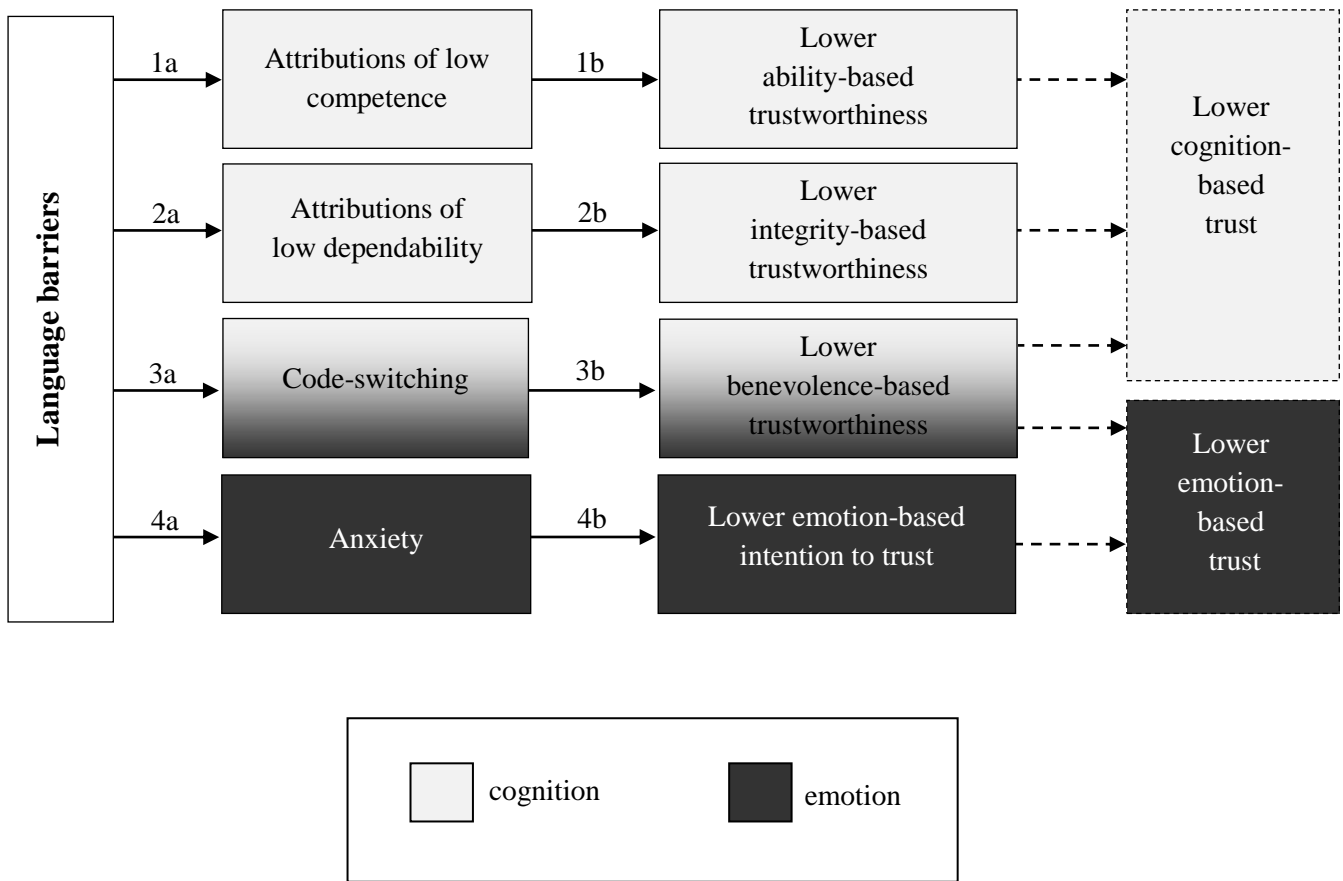 Language barriers
1a
Attributions of low
competence
1b
Lower
ability-based
trustworthiness
2a
Attributions of
low dependability
2b
Lower
integrity-based
trustworthiness
Lower
cognition-
based
trust
3a
Code-switching
3b
Lower
benevolence-based
trustworthiness
4a
Anxiety
4b
Lower emotion-based
intention to trust
Lower
emotion-
based
trust
cognition
emotion